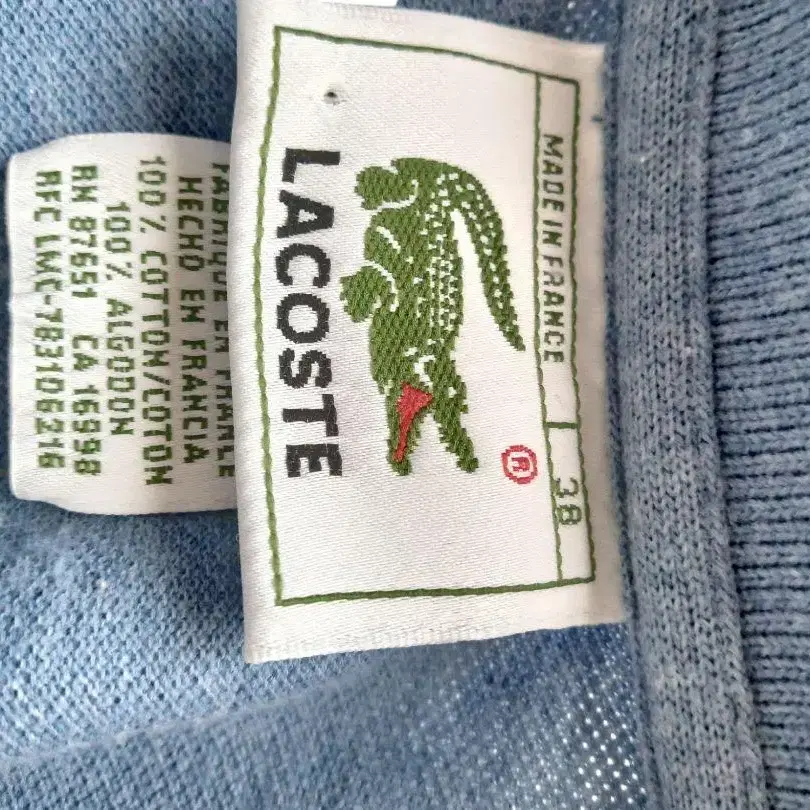 MADE IN FRANCE
38
®
LACOSTE
FABRIQUE EN FRANCE
HECHO EN FRANCIA
100% COTTON/COTON
100% ALGODON
RN 87651 CA 16998
RFC LMC-783106216